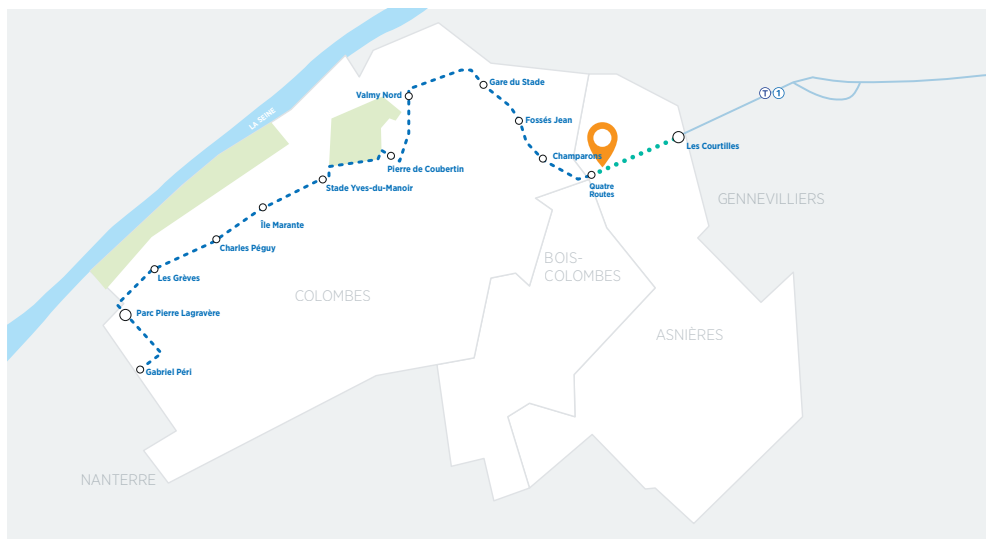 LA SEINE
Gare du Stade
Valmy Nord
T 1
Fossés Jean
Les Courtilles
Champarons
Pierre de Coubertin
Stade Yves-du-Manoir
Quatre
Routes
GENNEVILLIERS
Île Marante
Charles Péguy
BOIS-
COLOMBES
Les Grèves
COLOMBES
Parc Pierre Lagravère
ASNIÈRES
Gabriel Péri
NANTERRE